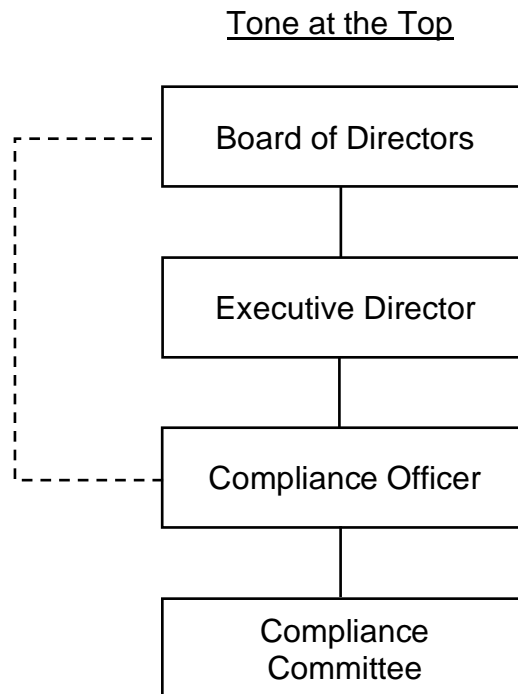 Tone at the Top
Board of Directors
Executive Director
Compliance Officer
Compliance
Committee